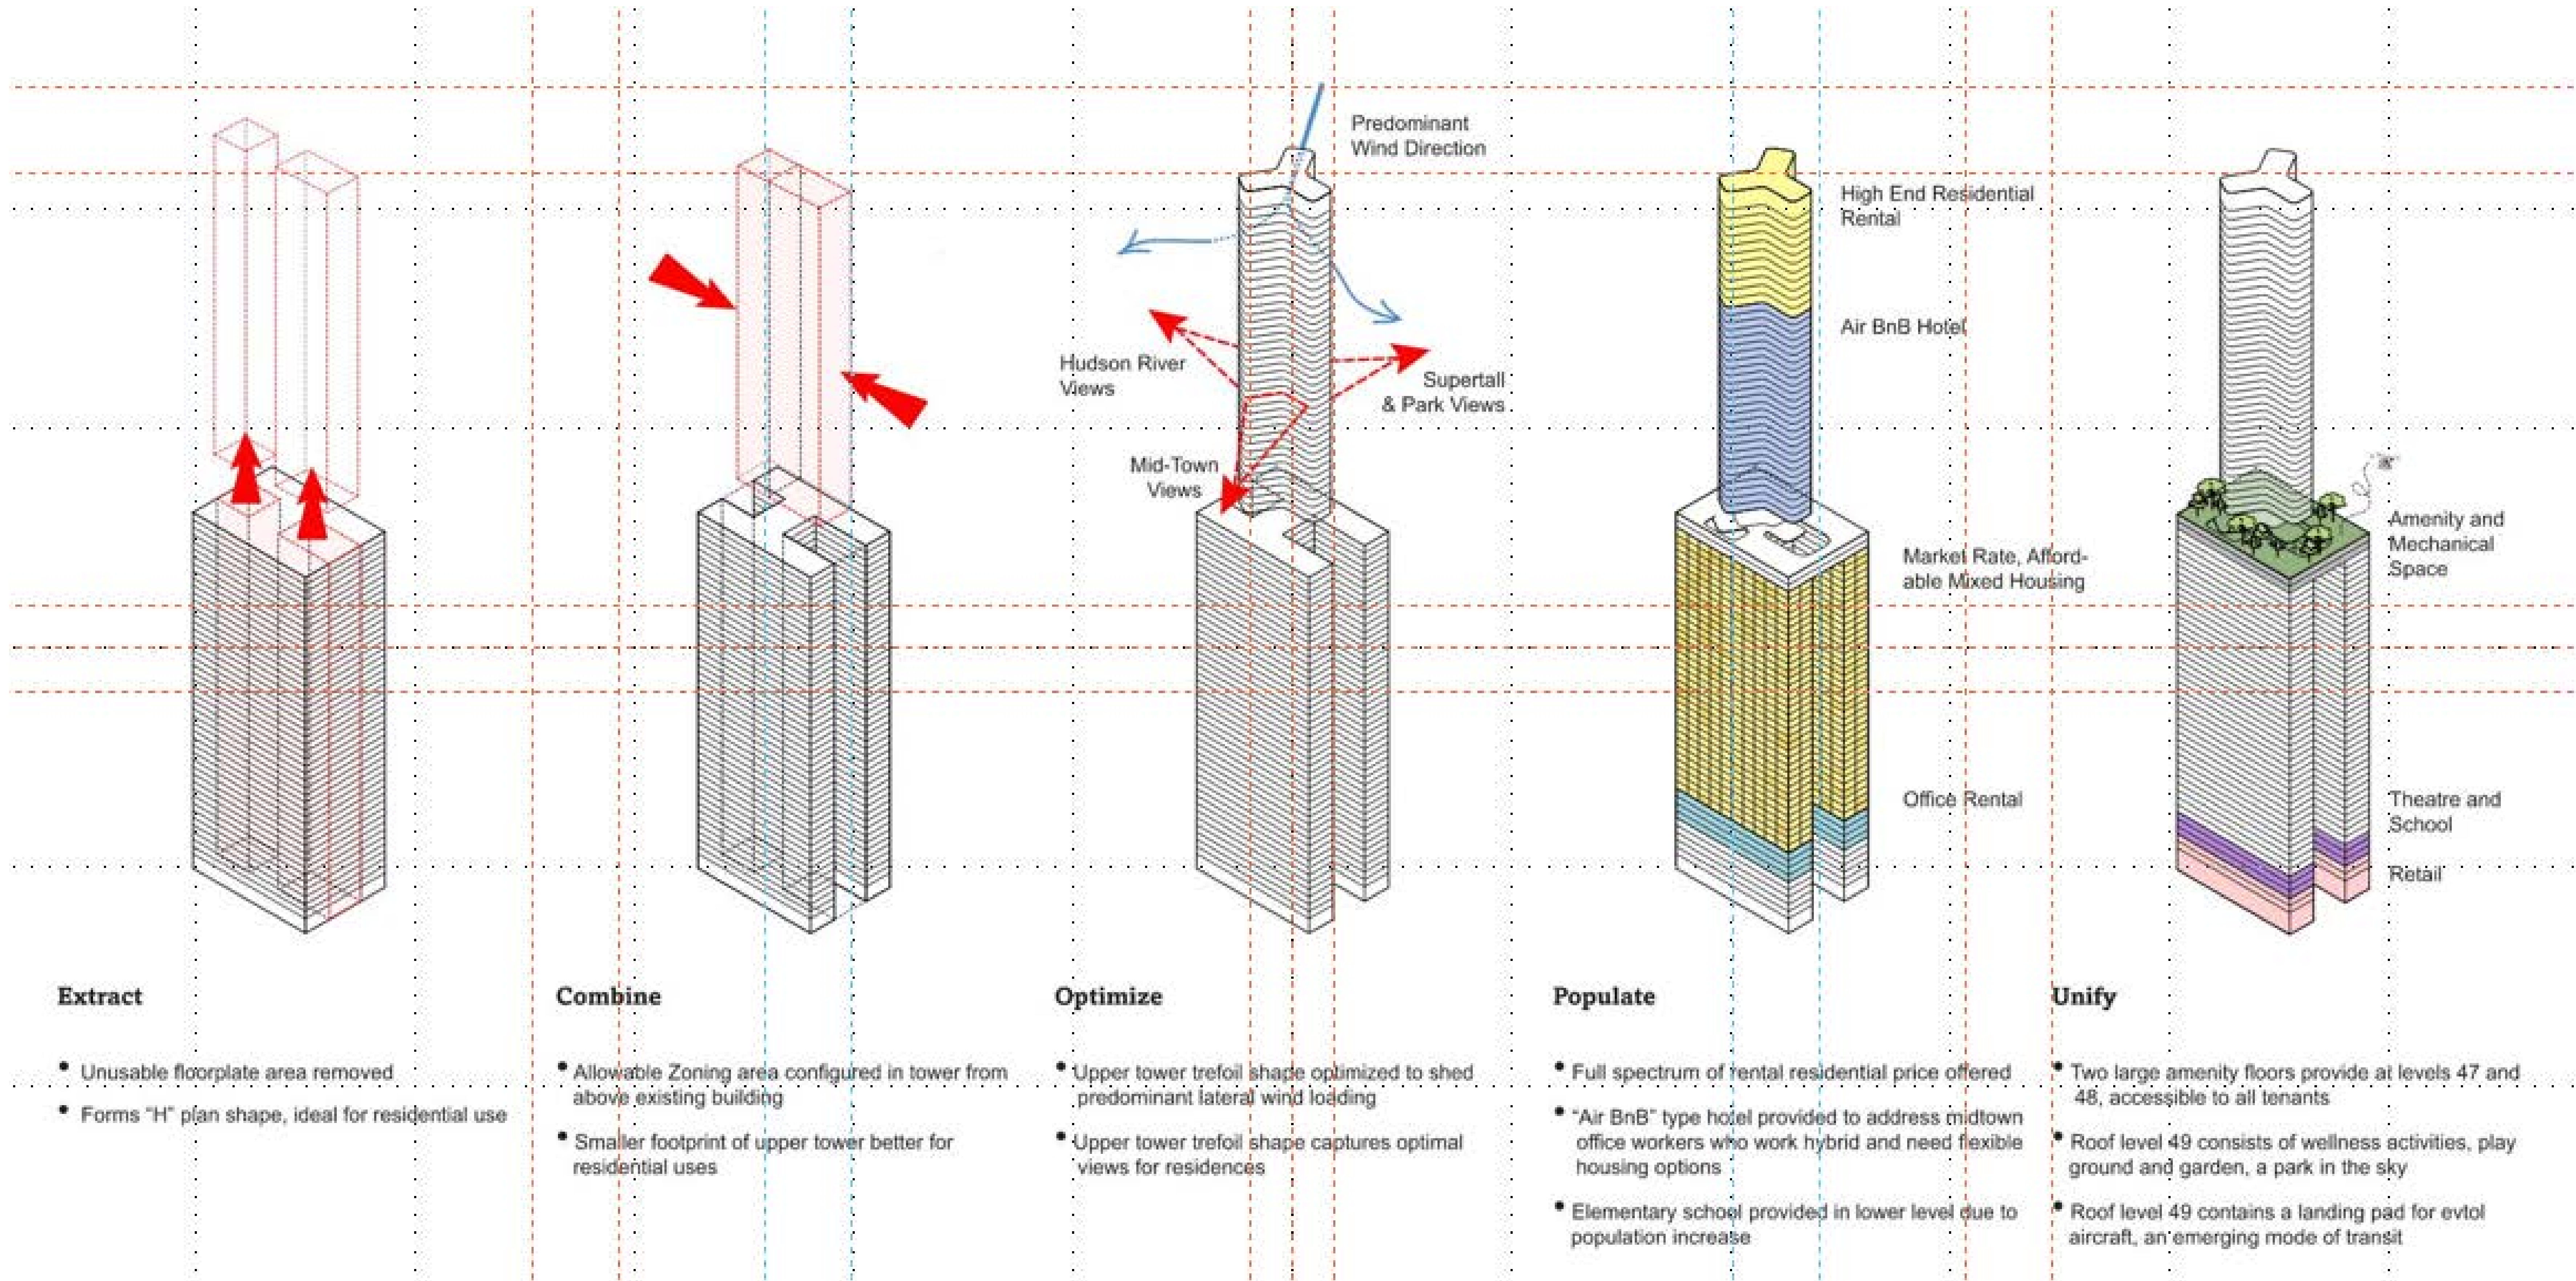 Predominant
Wind Direction
Hudson River
Views
Supertall
& Park Views
Mid-Town
Views
High End Residential
Rental
Air BnB Hotel
Market Rate, Afford-
able Mixed Housing
Office Rental
Amenity and
Mechanical
Space
Theatre and
School
Retail
Extract
• Unusable floorplate area removed
• Forms “H” plan shape, ideal for residential use
Combine
• Allowable Zoning area configured in tower from
above existing building
• Smaller footprint of upper tower better for
residential uses
Optimize
• Upper tower trefoil shape optimized to shed
predominant lateral wind loading
• Upper tower trefoil shape captures optimal
views for residences
Populate
• Full spectrum of rental residential price offered
• “Air BnB” type hotel provided to address midtown
office workers who work hybrid and need flexible
housing options
• Elementary school provided in lower level due to
population increase
Unify
• Two large amenity floors provide at levels 47 and
48, accessible to all tenants
• Roof level 49 consists of wellness activities, play
ground and garden, a park in the sky
• Roof level 49 contains a landing pad for evtol
aircraft, an emerging mode of transit